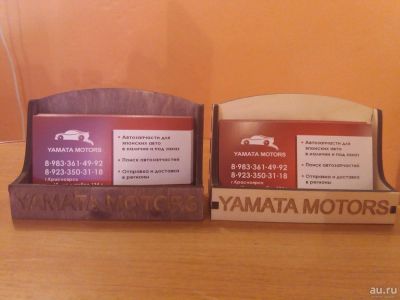 YAMATA MOTORS
8-983-361-49-92
8-923-350-31-18
г.Красноярск
• Автозапчасти для
японских авто
в наличии и под заказ
• Поиск автозапчастей
• Отправка и доставка
в регионы
YAMATA MOTORS
YAMATA MOTORS
8-983-361-49-92
8-923-350-31-18
г.Красноярск
• Автозапчасти для
японских авто
в наличии и под заказ
• Поиск автозапчастей
• Отправка и доставка
в регионы
YAMATA MOTORS
au.ru